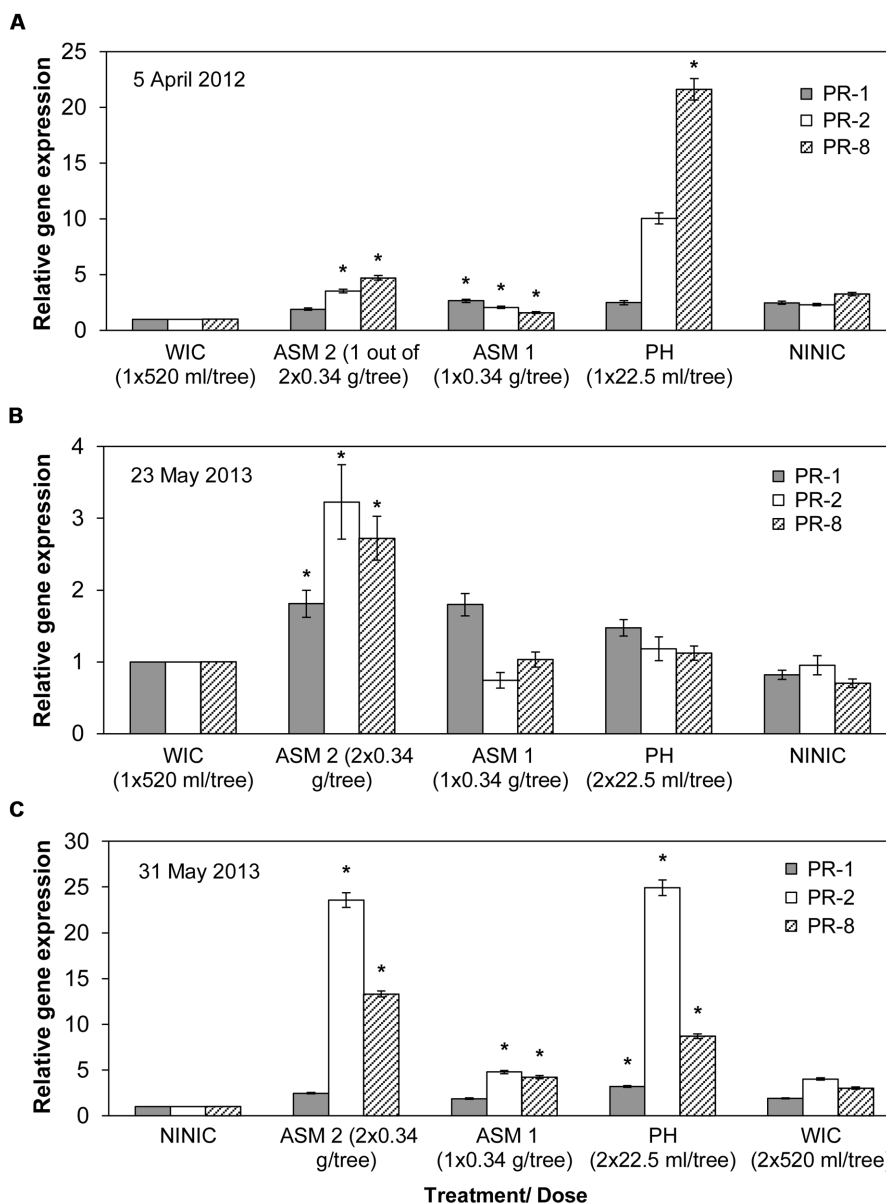 A
25
20
15
10
5
0
Relative gene expression
5 April 2012
PR-1
PR-2
PR-8
* * * * * *
WIC
(1x520 ml/tree)
ASM 2 (1 out of
2x0.34 g/tree)
ASM 1
(1x0.34 g/tree)
PH
(1x22.5 ml/tree)
NINIC
B
4
3
2
1
0
Relative gene expression
23 May 2013
PR-1
PR-2
PR-8
* * *
WIC
(1x520 ml/tree)
ASM 2 (2x0.34
g/tree)
ASM 1
(1x0.34 g/tree)
PH
(2x22.5 ml/tree)
NINIC
C
30
25
20
15
10
5
0
Relative gene expression
31 May 2013
PR-1
PR-2
PR-8
* * * * * * *
NINIC
ASM 2 (2x0.34
g/tree)
ASM 1
(1x0.34 g/tree)
PH
(2x22.5 ml/tree)
WIC
(2x520 ml/tree)
Treatment/ Dose